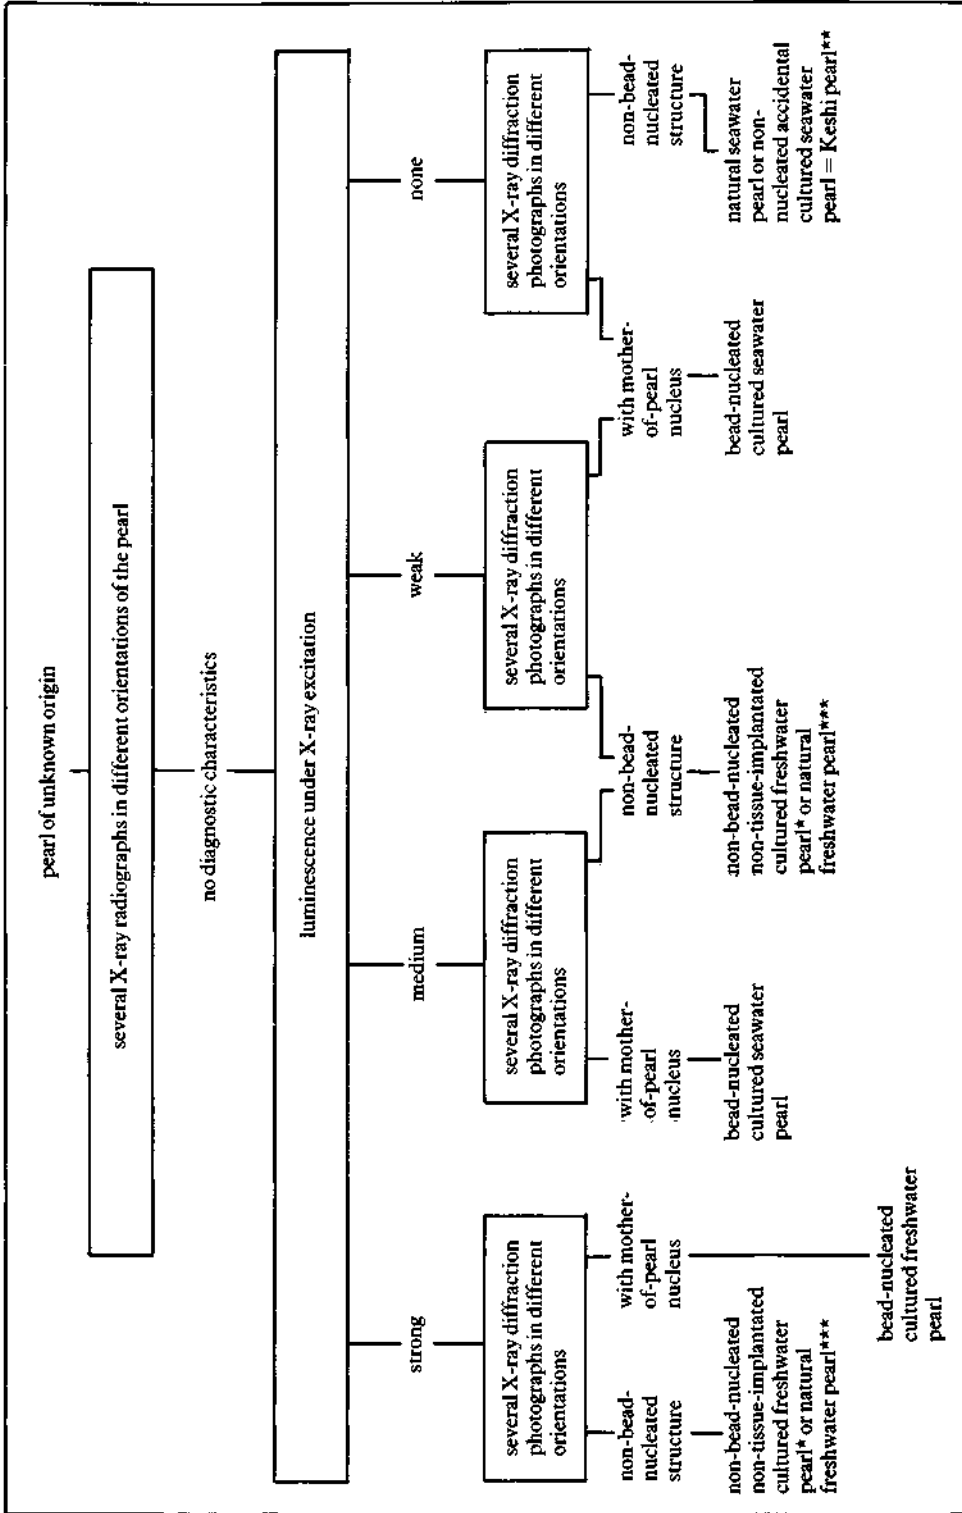 pearl of unknown origin
several X-ray radiographs in different orientations of the pearl
no diagnostic characteristics
luminescence under X-ray excitation
strong
medium
weak
none
several X-ray diffraction
photographs in different
orientations
several X-ray diffraction
photographs in different
orientations
several X-ray diffraction
photographs in different
orientations
several X-ray diffraction
photographs in different
orientations
non-bead-
nucleated
structure
with mother-
of-pearl
nucleus
with mother-
of-pearl
nucleus
non-bead-
nucleated
structure
with mother-
of-pearl
nucleus
non-bead-
nucleated
structure
non-bead-nucleated
non-tissue-implantated
cultured freshwater
pearl* or natural
freshwater pearl***
bead-nucleated
cultured freshwater
pearl
bead-nucleated
cultured seawater
pearl
non-bead-nucleated
non-tissue-implantated
cultured freshwater
pearl* or natural
freshwater pearl***
bead-nucleated
cultured seawater
pearl
natural seawater
pearl or non-
nucleated accidental
cultured seawater
pearl = Keshi pearl**